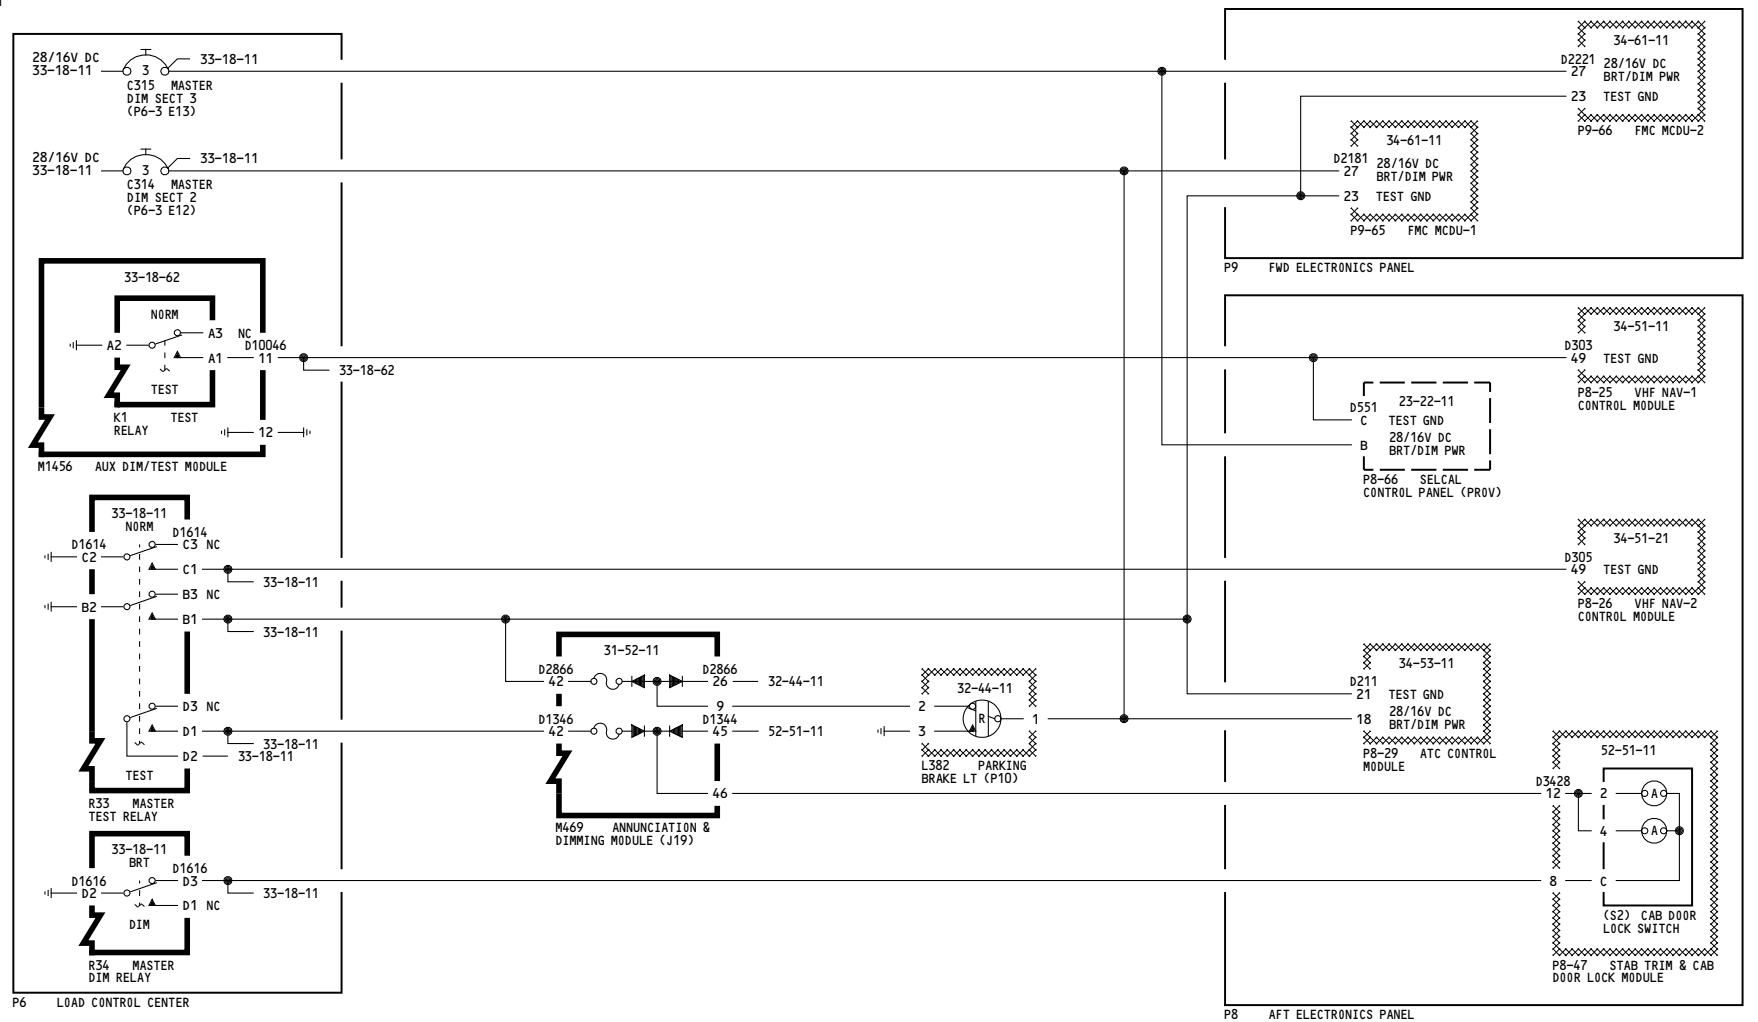 28/16V DC
33-18-11
3
33-18-11
C315 MASTER
DIM SECT 3
(P6-3 E13)
28/16V DC
33-18-11
3
33-18-11
C314 MASTER
DIM SECT 2
(P6-3 E12)
33-18-62
NORM
A3 NC
A2
D10046
A1 11
33-18-62
TEST
K1 TEST
RELAY
12
M1456 AUX DIM/TEST MODULE
33-18-11
NORM
D1614
D1614
C3 NC
C2
C1
33-18-11
B3 NC
B2
B1
33-18-11
D3 NC
D1
33-18-11
D2 33-18-11
TEST
R33 MASTER
TEST RELAY
33-18-11
BRT
D1616
D1616
D3
D2
33-18-11
D1 NC
DIM
R34 MASTER
DIM RELAY
P6 LOAD CONTROL CENTER
31-52-11
D2866
D2866
42
26 32-44-11
9
D1346
D1344
42
45 52-51-11
46
M469 ANNUNCIATION &
DIMMING MODULE (J19)
32-44-11
2
R
1
3
L382 PARKING
BRAKE LT (P10)
34-61-11
D2221
27
28/16V DC
BRT/DIM PWR
23 TEST GND
P9-66 FMC MCDU-2
34-61-11
D2181
27
28/16V DC
BRT/DIM PWR
23 TEST GND
P9-65 FMC MCDU-1
P9 FWD ELECTRONICS PANEL
34-51-11
D303
49 TEST GND
P8-25 VHF NAV-1
CONTROL MODULE
23-22-11
D551
C TEST GND
B
28/16V DC
BRT/DIM PWR
P8-66 SELCAL
CONTROL PANEL (PROV)
34-51-21
D305
49 TEST GND
P8-26 VHF NAV-2
CONTROL MODULE
34-53-11
D211
21 TEST GND
18
28/16V DC
BRT/DIM PWR
P8-29 ATC CONTROL
MODULE
52-51-11
D3428
12 2 A
4 A
8 C
(S2) CAB DOOR
LOCK SWITCH
P8-47 STAB TRIM & CAB
DOOR LOCK MODULE
P8 AFT ELECTRONICS PANEL